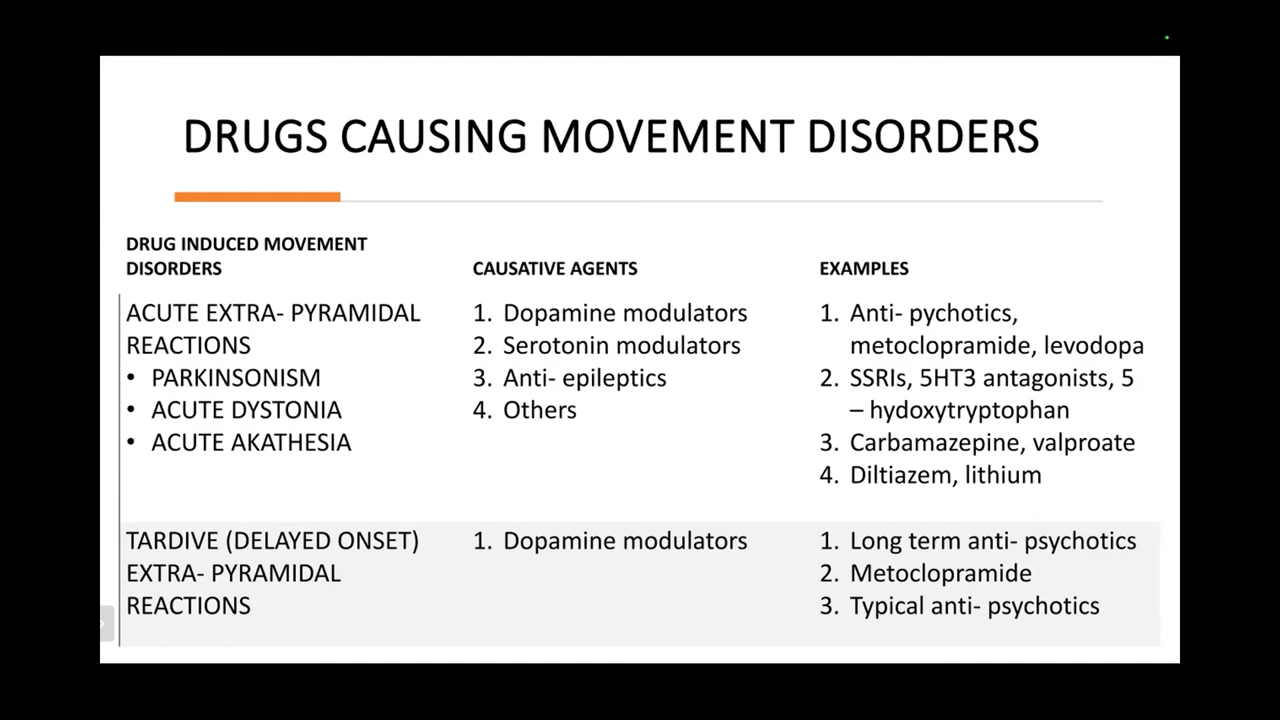 DRUGS CAUSING MOVEMENT DISORDERS
DRUG INDUCED MOVEMENT
DISORDERS
CAUSATIVE AGENTS
EXAMPLES
ACUTE EXTRA- PYRAMIDAL
REACTIONS
• PARKINSONISM
• ACUTE DYSTONIA
• ACUTE AKATHESIA
1. Dopamine modulators
2. Serotonin modulators
3. Anti- epileptics
4. Others
1. Anti- pychotics,
metoclopramide, levodopa
2. SSRIs, 5HT3 antagonists, 5
– hydoxytryptophan
3. Carbamazepine, valproate
4. Diltiazem, lithium
TARDIVE (DELAYED ONSET)
EXTRA- PYRAMIDAL
REACTIONS
1. Dopamine modulators
1. Long term anti- psychotics
2. Metoclopramide
3. Typical anti- psychotics